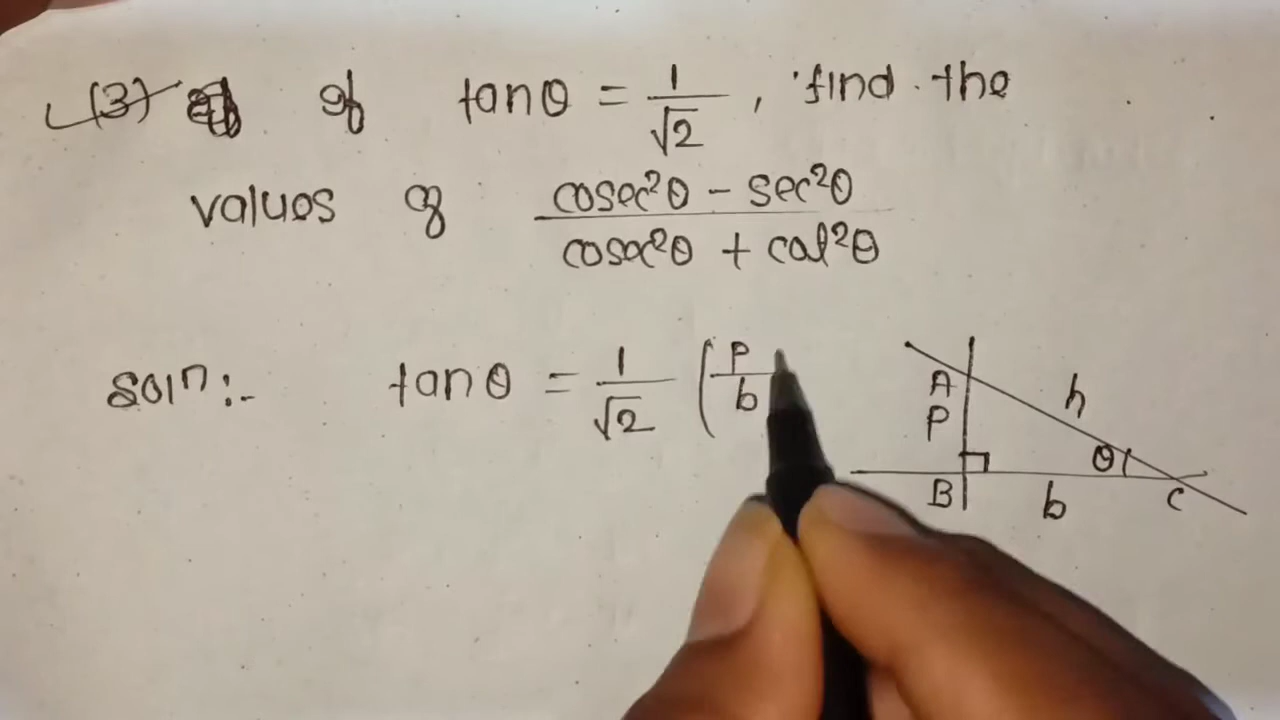 (3) If tanθ = 1/√2, find the
values of (cosec²θ - sec²θ)/(cosec²θ + cot²θ)
Soln:- tanθ = 1/√2 (P/b
A
P
h
θ
B
b
C